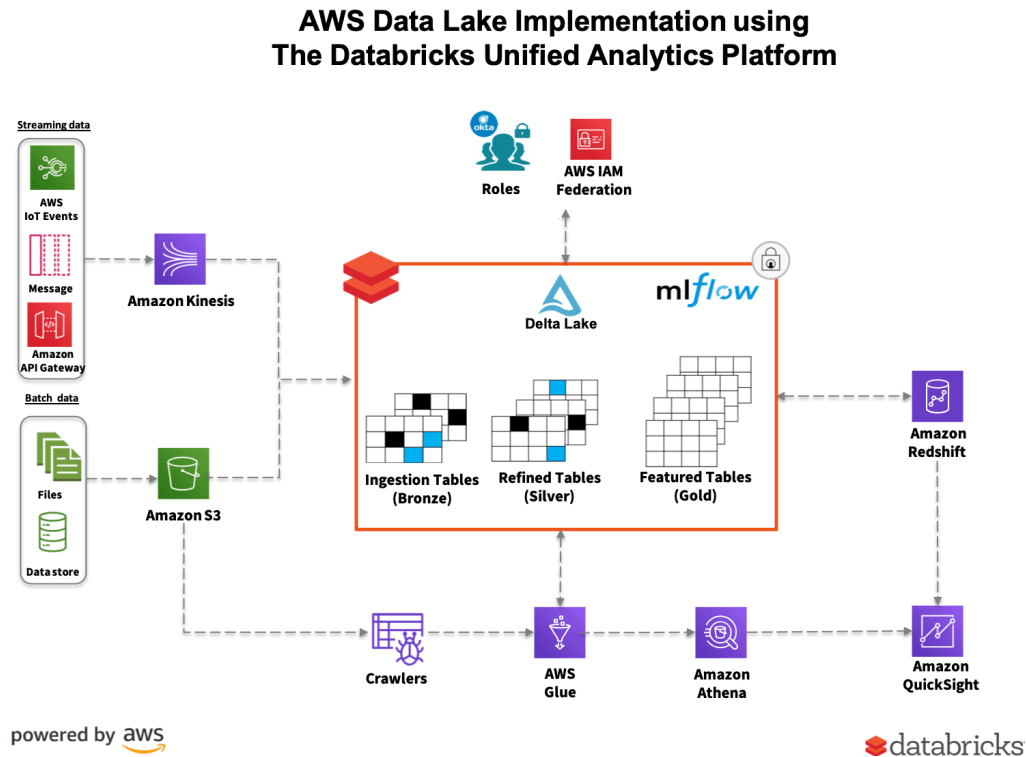 AWS Data Lake Implementation using
The Databricks Unified Analytics Platform
Streaming data
AWS
IoT Events
Message
Amazon
API Gateway
Batch data
Files
Data store
Amazon Kinesis
Amazon S3
okta
Roles
AWS IAM
Federation
Delta Lake
mlflow
Ingestion Tables
(Bronze)
Refined Tables
(Silver)
Featured Tables
(Gold)
Amazon
Redshift
Crawlers
AWS
Glue
Amazon
Athena
Amazon
QuickSight
powered by aws
databricks